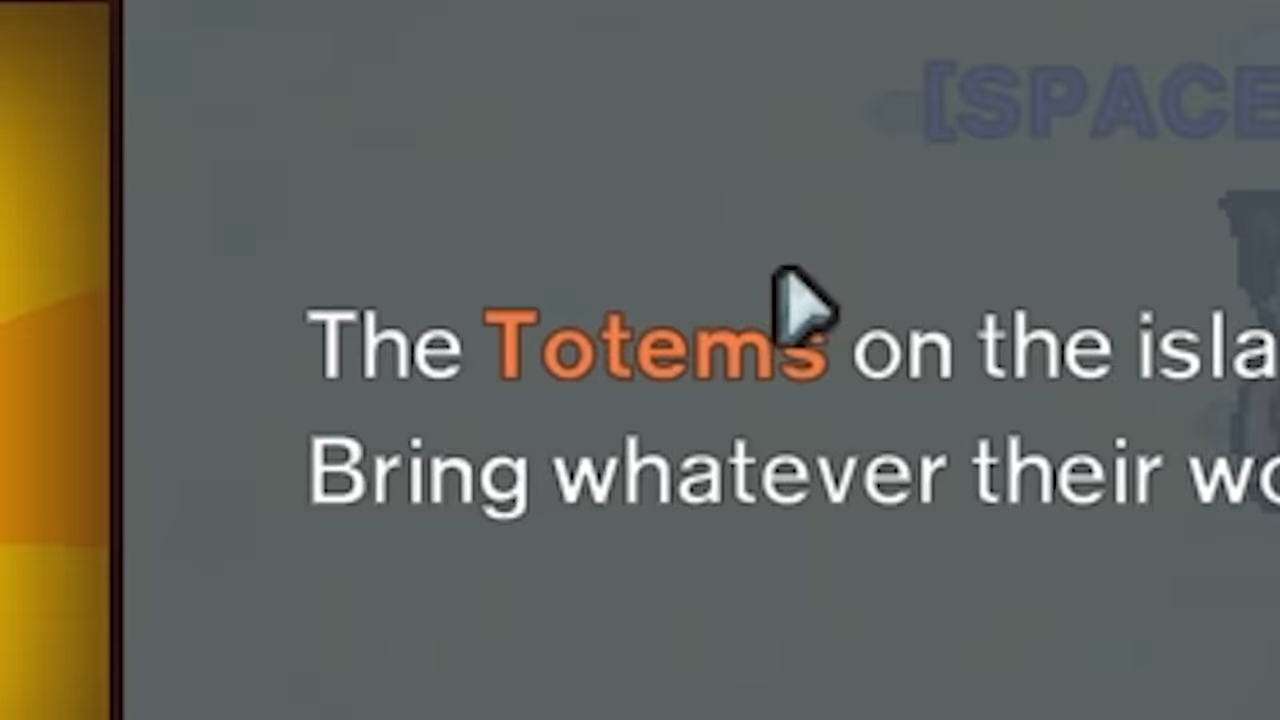 [SPACE
The Totems on the isla
Bring whatever their wo